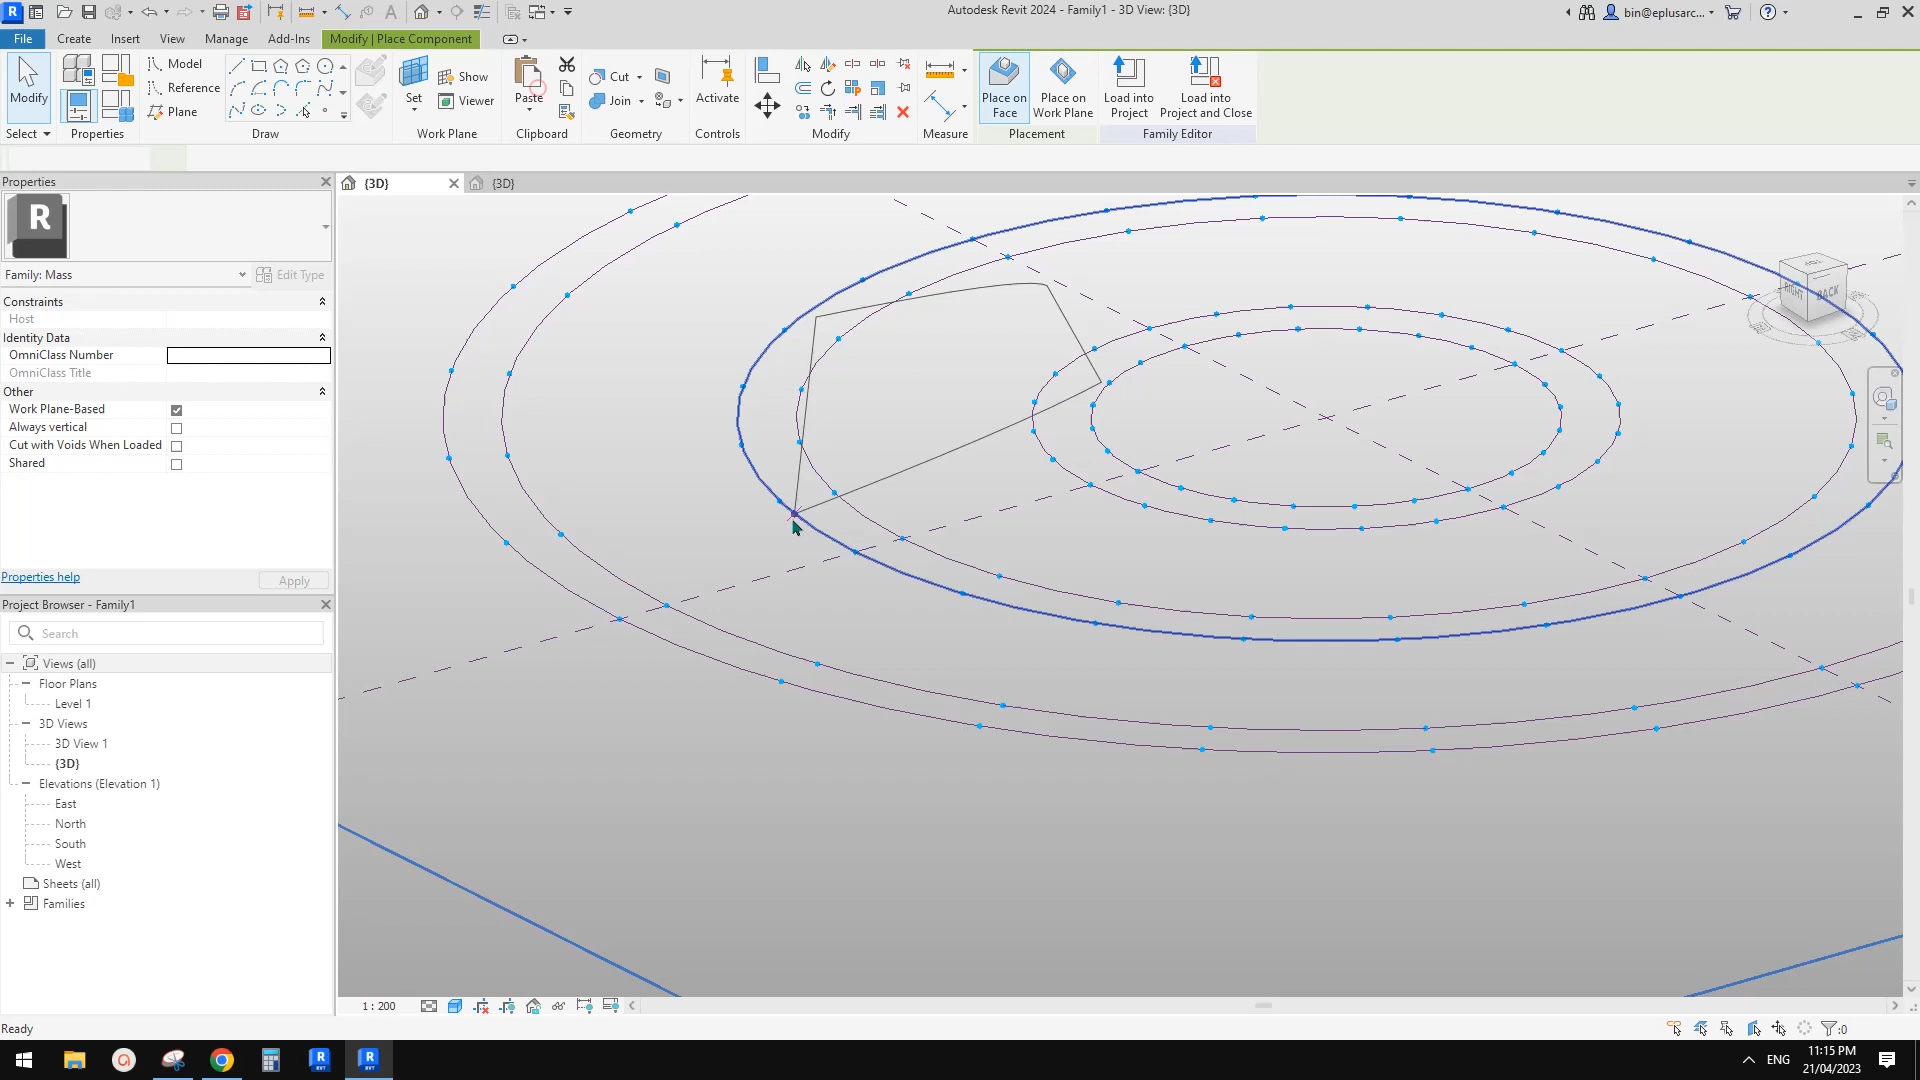 Autodesk Revit 2024 - Family1 - 3D View: {3D}
bin@eplusarc...
File
Create
Insert
View
Manage
Add-Ins
Modify | Place Component
Modify
Model
Reference
Plane
Set
Show
Viewer
Paste
Cut
Join
Activate
Place on Face
Place on Work Plane
Load into Project
Load into Project and Close
Select
Properties
Draw
Work Plane
Clipboard
Geometry
Controls
Modify
Measure
Placement
Family Editor
Properties
{3D}
{3D}
R
Family: Mass
Edit Type
Constraints
Host
Identity Data
OmniClass Number
OmniClass Title
Other
Work Plane-Based
Always vertical
Cut with Voids When Loaded
Shared
Properties help
Apply
Project Browser - Family1
Search
Views (all)
Floor Plans
Level 1
3D Views
3D View 1
{3D}
Elevations (Elevation 1)
East
North
South
West
Sheets (all)
Families
RIGHT
BACK
1 : 200
Ready
:0
ENG
11:15 PM
21/04/2023